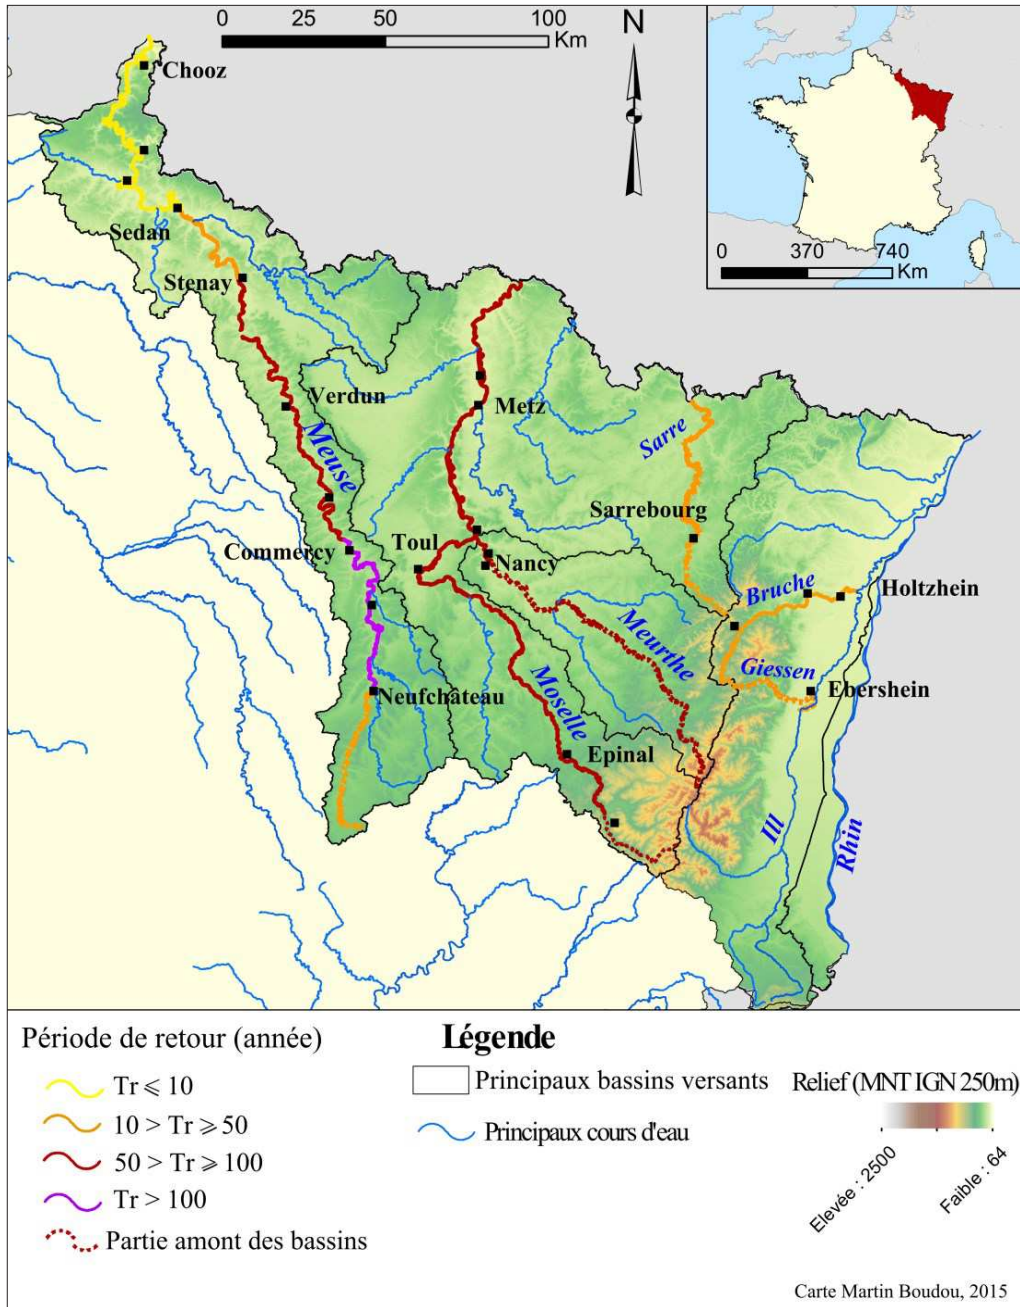 0 50 100
Km
N
Chooz
Sedan
Stenay
Verdun
Meuse
Metz
Sarre
Sarrebourg
Commercy
Toul
Nancy
Bruche
Holtzhein
Meurthe
Giessen
Ebershein
Neufchâteau
Moselle
Epinal
Ill
Rhin
0 370 740
Km
Période de retour (année)
Tr ⩽ 10
10 > Tr ⩾ 50
50 > Tr ⩾ 100
Tr > 100
Partie amont des bassins
Légende
Principaux bassins versants
Principaux cours d'eau
Relief (MNT IGN 250m)
Elevée : 2500
Faible : 64
Carte Martin Boudou, 2015